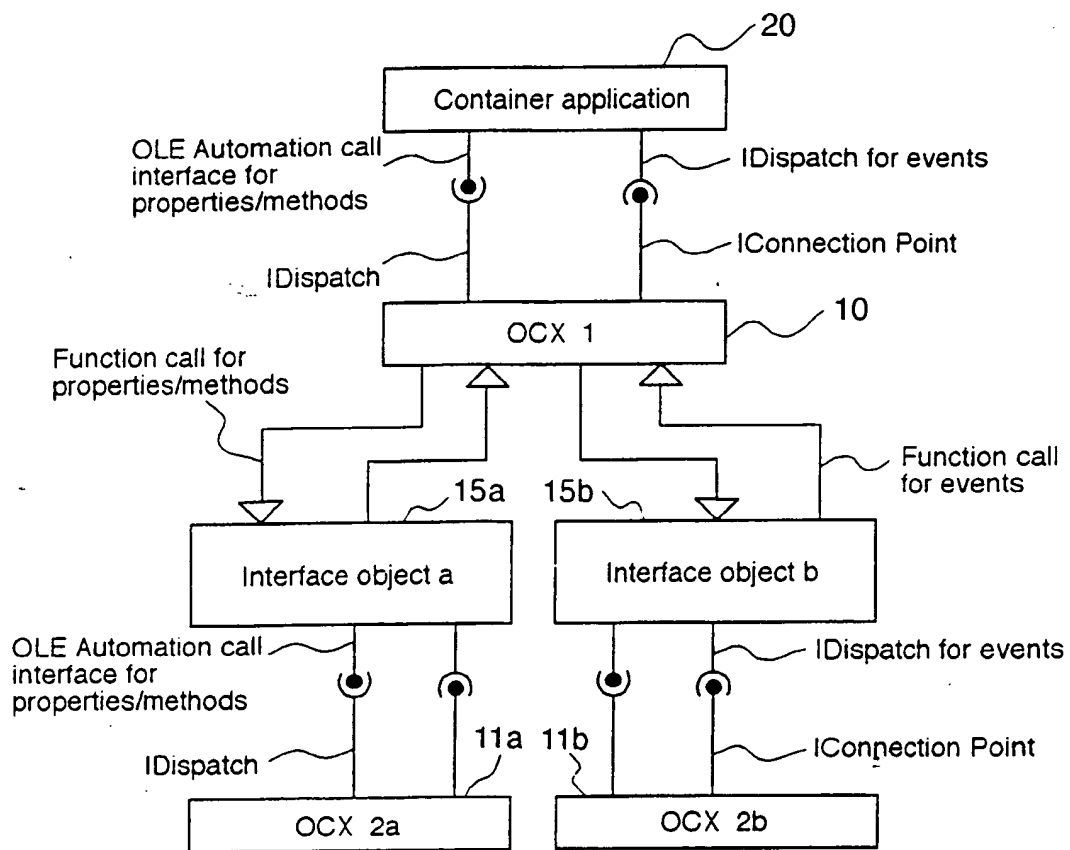 20
Container application
OLE Automation call
interface for
properties/methods
IDispatch for events
IConnection Point
IDispatch
10
OCX 1
Function call for
properties/methods
Function call
for events
15a
15b
Interface object a
Interface object b
OLE Automation call
interface for
properties/methods
IDispatch for events
IDispatch
11a
11b
IConnection Point
OCX 2a
OCX 2b